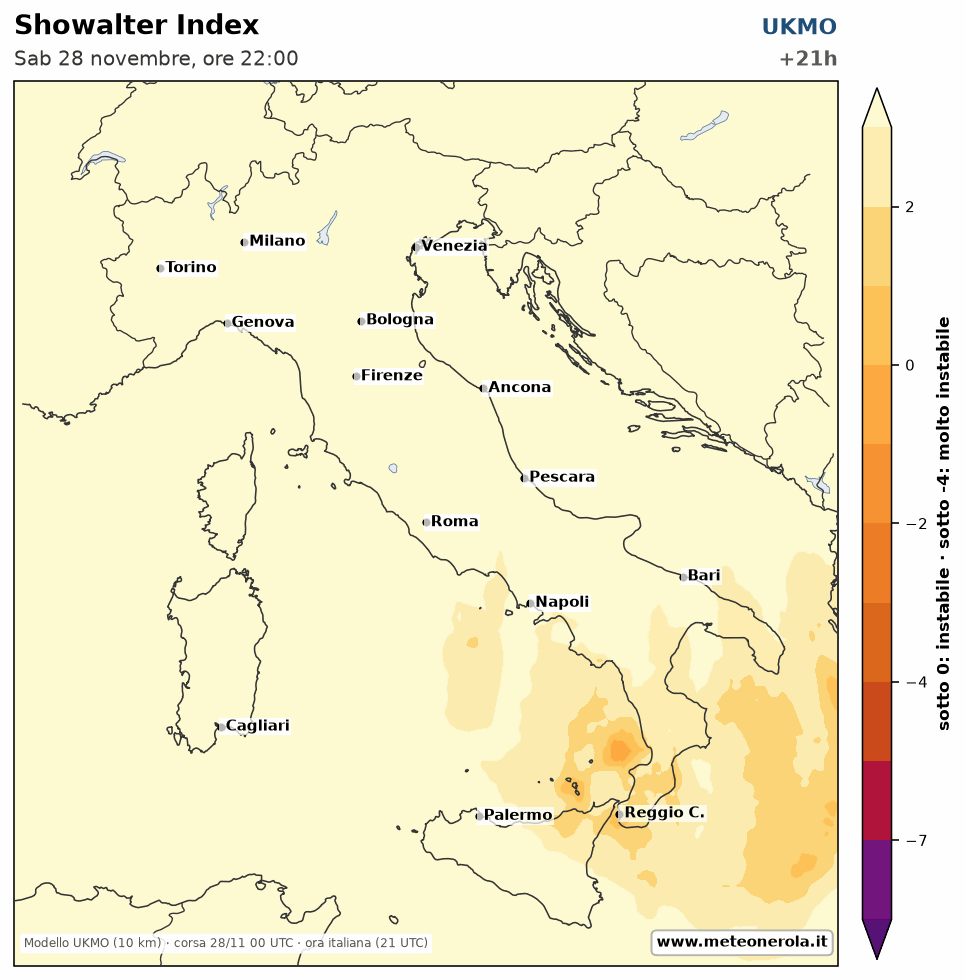 Showalter Index
UKMO
Sab 28 novembre, ore 22:00
+21h
Milano
Venezia
Torino
Genova
Bologna
Firenze
Ancona
Pescara
Roma
Bari
Napoli
Cagliari
Palermo
Reggio C.
Modello UKMO (10 km) · corsa 28/11 00 UTC · ora italiana (21 UTC)
www.meteonerola.it
2
0
−2
−4
−7
sotto 0: instabile · sotto -4: molto instabile